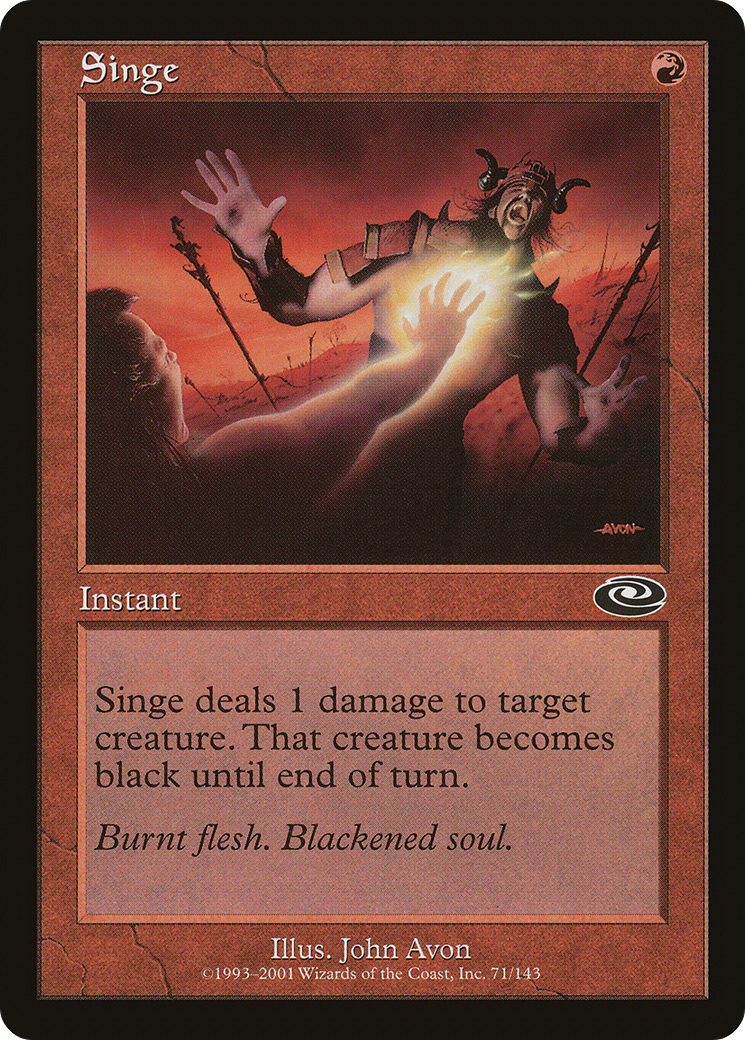 Singe
AVON
Instant
Singe deals 1 damage to target
creature. That creature becomes
black until end of turn.
Burnt flesh. Blackened soul.
Illus. John Avon
©1993–2001 Wizards of the Coast, Inc. 71/143